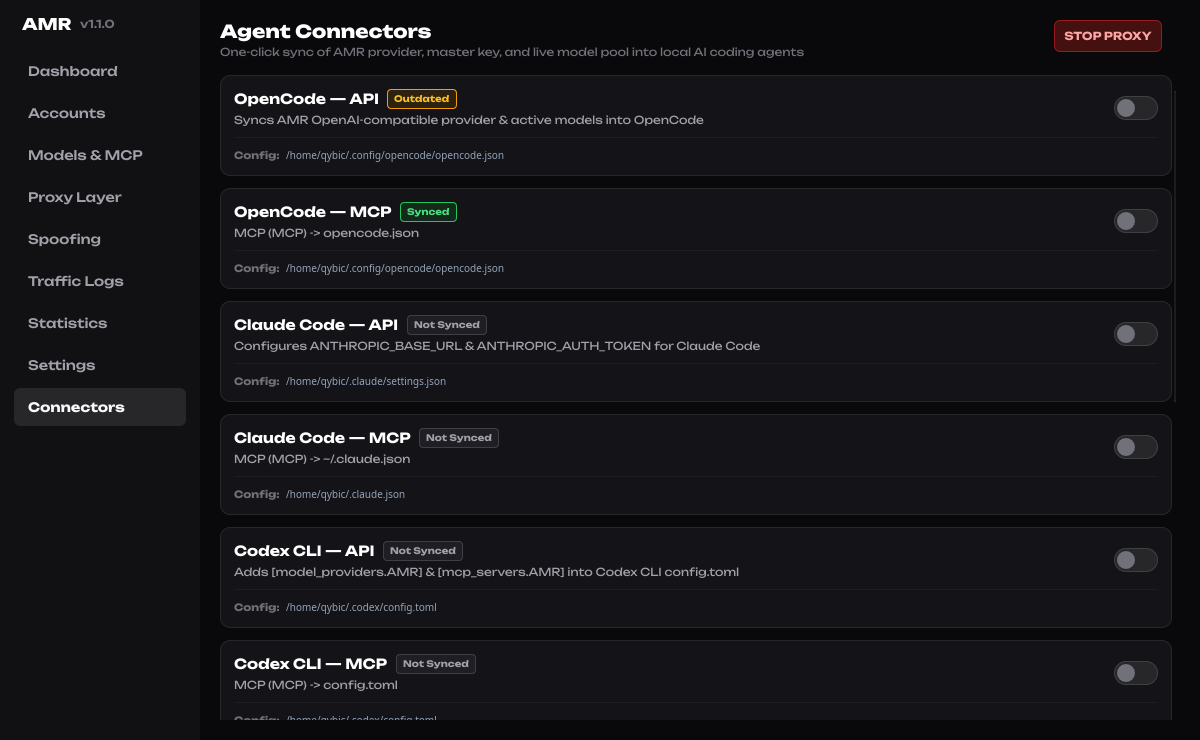 AMR v1.1.0
Dashboard
Accounts
Models & MCP
Proxy Layer
Spoofing
Traffic Logs
Statistics
Settings
Connectors
Agent Connectors
One-click sync of AMR provider, master key, and live model pool into local AI coding agents
STOP PROXY
OpenCode — API Outdated
Syncs AMR OpenAI-compatible provider & active models into OpenCode
Config: /home/qybic/.config/opencode/opencode.json
OpenCode — MCP Synced
MCP (MCP) -> opencode.json
Config: /home/qybic/.config/opencode/opencode.json
Claude Code — API Not Synced
Configures ANTHROPIC_BASE_URL & ANTHROPIC_AUTH_TOKEN for Claude Code
Config: /home/qybic/.claude/settings.json
Claude Code — MCP Not Synced
MCP (MCP) -> ~/.claude.json
Config: /home/qybic/.claude.json
Codex CLI — API Not Synced
Adds [model_providers.AMR] & [mcp_servers.AMR] into Codex CLI config.toml
Config: /home/qybic/.codex/config.toml
Codex CLI — MCP Not Synced
MCP (MCP) -> config.toml
Config: /home/qybic/.codex/config.toml